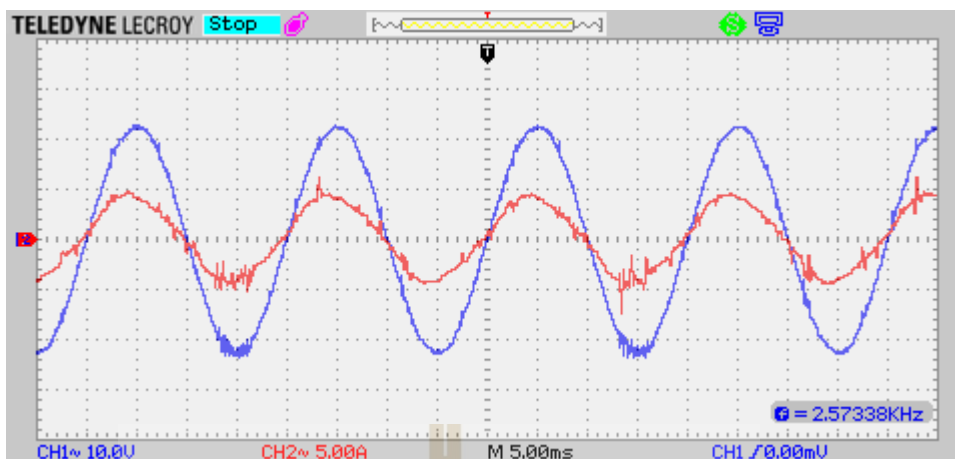 TELEDYNE LECROY Stop
T
f = 2.57338KHz
CH1~ 10.0V CH2~ 5.00A M 5.00ms CH1 /0.00mV